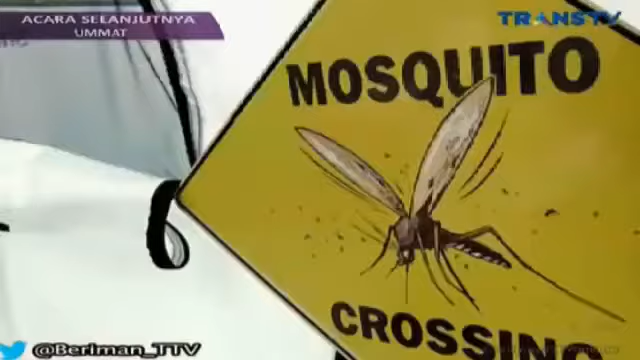 ACARA SELANJUTNYA
UMMAT
TRANSTV
MOSQUITO
CROSSING
@Beriman_TTV